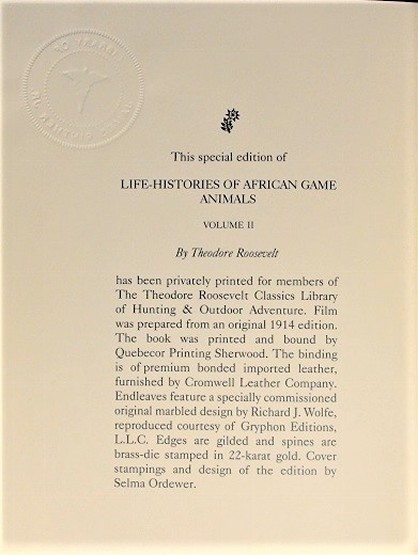 This special edition of
LIFE-HISTORIES OF AFRICAN GAME
ANIMALS
VOLUME II
By Theodore Roosevelt
has been privately printed for members of
The Theodore Roosevelt Classics Library
of Hunting & Outdoor Adventure. Film
was prepared from an original 1914 edition.
The book was printed and bound by
Quebecor Printing Sherwood. The binding
is of premium bonded imported leather,
furnished by Cromwell Leather Company.
Endleaves feature a specially commissioned
original marbled design by Richard J. Wolfe,
reproduced courtesy of Gryphon Editions,
L.L.C. Edges are gilded and spines are
brass-die stamped in 22-karat gold. Cover
stampings and design of the edition by
Selma Ordewer.